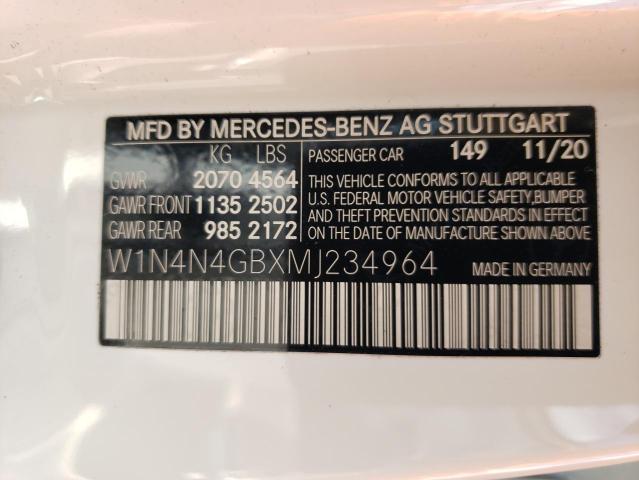 MFD BY MERCEDES-BENZ AG STUTTGART
KG LBS
GVWR 2070 4564
GAWR FRONT 1135 2502
GAWR REAR 985 2172
PASSENGER CAR 149 11/20
THIS VEHICLE CONFORMS TO ALL APPLICABLE
U.S. FEDERAL MOTOR VEHICLE SAFETY,BUMPER
AND THEFT PREVENTION STANDARDS IN EFFECT
ON THE DATE OF MANUFACTURE SHOWN ABOVE.
W1N4N4GBXMJ234964 MADE IN GERMANY